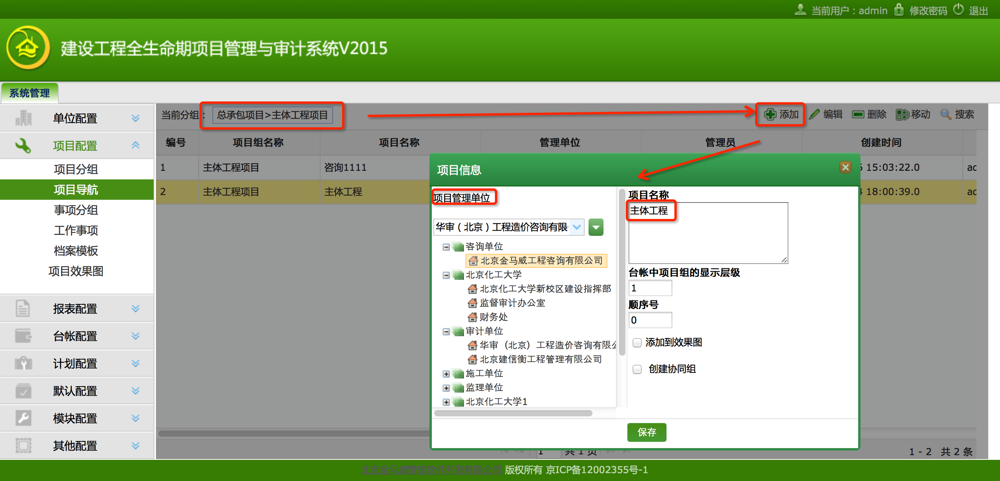 当前用户：admin 修改密码 退出
建设工程全生命期项目管理与审计系统V2015
系统管理
单位配置
项目配置
项目分组
项目导航
事项分组
工作事项
档案模板
项目效果图
报表配置
台帐配置
计划配置
默认配置
模块配置
其他配置
当前分组： 总承包项目>主体工程项目 添加 编辑 删除 移动 搜索
编号 项目组名称 项目名称 管理单位 管理员 创建时间
1 主体工程项目 咨询1111 15:03:22.0
2 主体工程项目 主体工程 18:00:39.0
项目信息
项目管理单位
华审（北京）工程造价咨询有限
咨询单位
北京金马威工程咨询有限公司
北京化工大学
北京化工大学新校区建设指挥部
监督审计办公室
财务处
审计单位
华审（北京）工程造价咨询有限
北京建信衡工程管理有限公司
施工单位
监理单位
北京化工大学1
项目名称
主体工程
台帐中项目组的显示层级
1
顺序号
0
添加到效果图
创建协同组
保存
1 共 1 页
1 - 2 共 2 条
北京金马威管理软件开发有限公司 版权所有 京ICP备12002355号-1